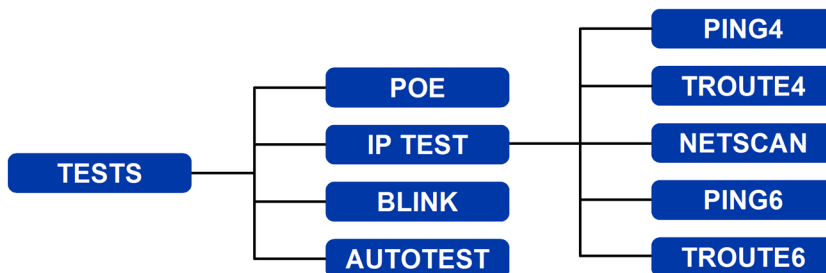 PING4
POE
TROUTE4
IP TEST
NETSCAN
TESTS
BLINK
PING6
AUTOTEST
TROUTE6